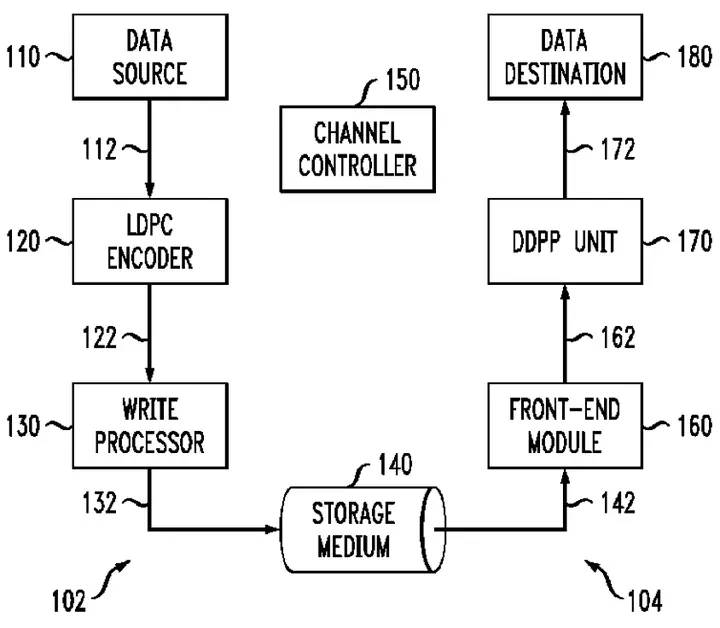 110
DATA
SOURCE
DATA
DESTINATION
180
150
CHANNEL
CONTROLLER
112
172
120
LDPC
ENCODER
DDPP UNIT
170
122
162
130
WRITE
PROCESSOR
FRONT-END
MODULE
160
140
132
STORAGE
MEDIUM
142
102
104